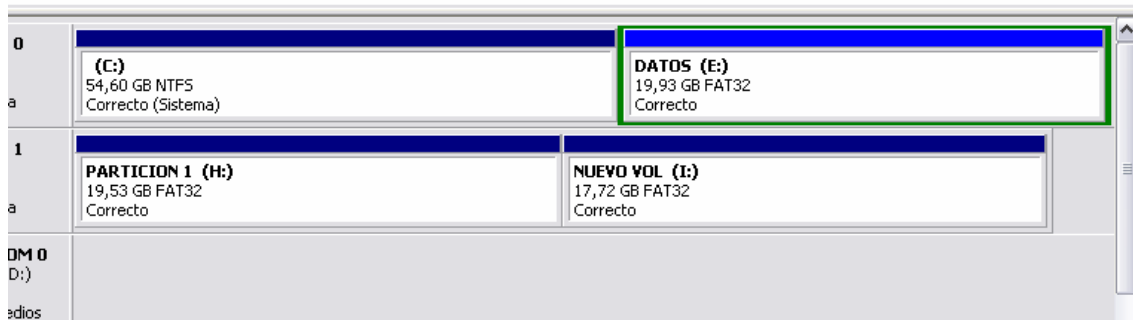 0
(C:)
54,60 GB NTFS
Correcto (Sistema)
DATOS (E:)
19,93 GB FAT32
Correcto
1
PARTICION 1 (H:)
19,53 GB FAT32
Correcto
NUEVO VOL (I:)
17,72 GB FAT32
Correcto
OM 0
D:)
edios